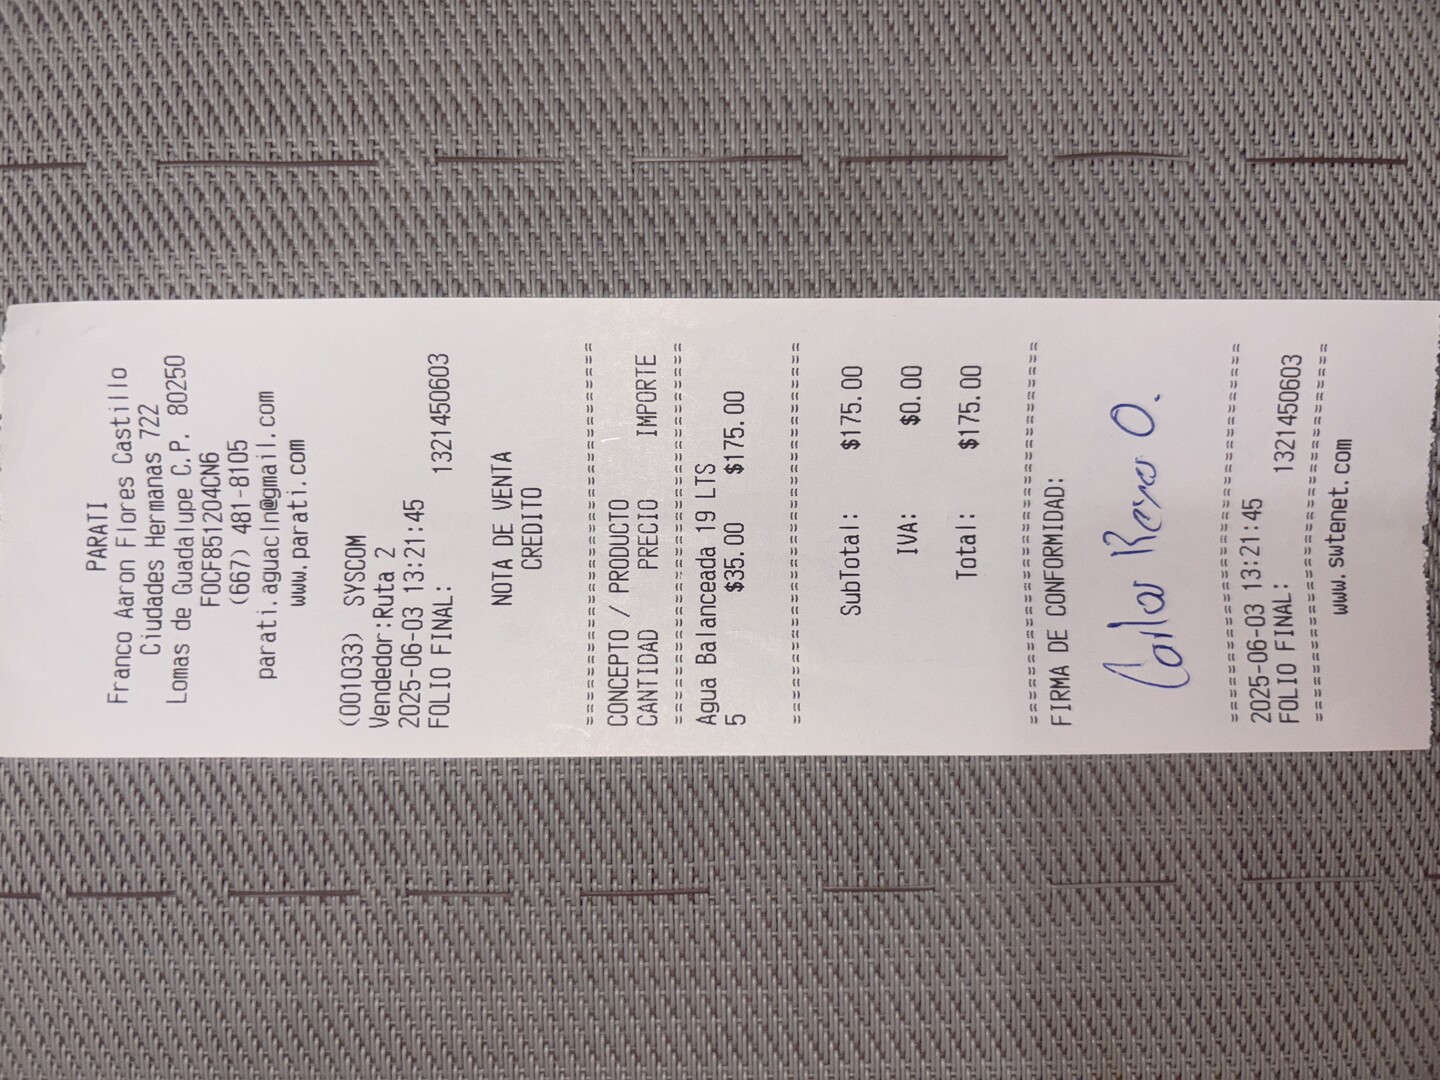 PARATI
Franco Aaron Flores Castillo
Ciudades Hermanas 722
Lomas de Guadalupe C.P. 80250
FOCF851204CN6
(667) 481-8105
parati.aguacln@gmail.com
www.parati.com
(001033) SYSCOM
Vendedor:Ruta 2
2025-06-03 13:21:45
FOLIO FINAL: 1321450603
NOTA DE VENTA
CREDITO
===============================
CONCEPTO / PRODUCTO
CANTIDAD PRECIO IMPORTE
===============================
Agua Balanceada 19 LTS
5 $35.00 $175.00
===============================
SubTotal: $175.00
IVA: $0.00
Total: $175.00
===============================
FIRMA DE CONFORMIDAD:
Carlos O.
===============================
2025-06-03 13:21:45
FOLIO FINAL: 1321450603
===============================
www.swtenet.com